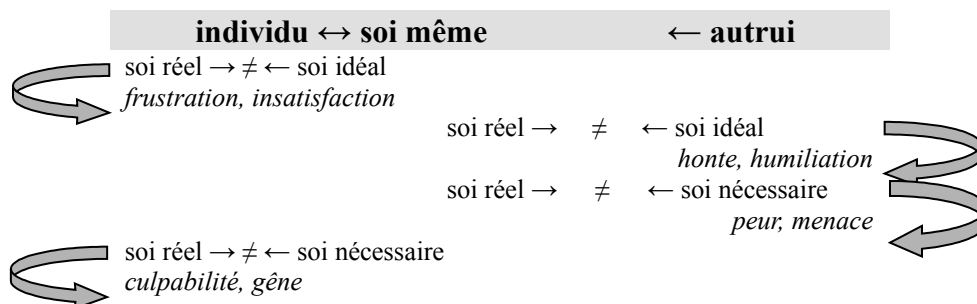 individu ↔ soi même ← autrui
soi réel → ≠ ← soi idéal
frustration, insatisfaction
soi réel → ≠ ← soi idéal
honte, humiliation
soi réel → ≠ ← soi nécessaire
peur, menace
soi réel → ≠ ← soi nécessaire
culpabilité, gêne